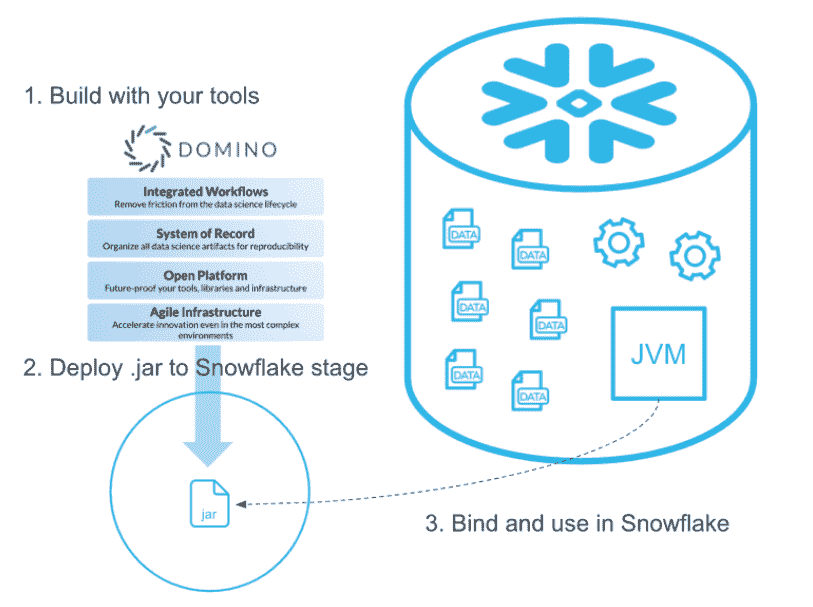 1. Build with your tools
DOMINO
Integrated Workflows
Remove friction from the data science lifecycle
System of Record
Organize all data science artifacts for reproducibility
Open Platform
Future-proof your tools, libraries and infrastructure
Agile Infrastructure
Accelerate innovation even in the most complex
environments
2. Deploy .jar to Snowflake stage
jar
DATA
DATA
DATA
DATA
DATA
DATA
JVM
3. Bind and use in Snowflake